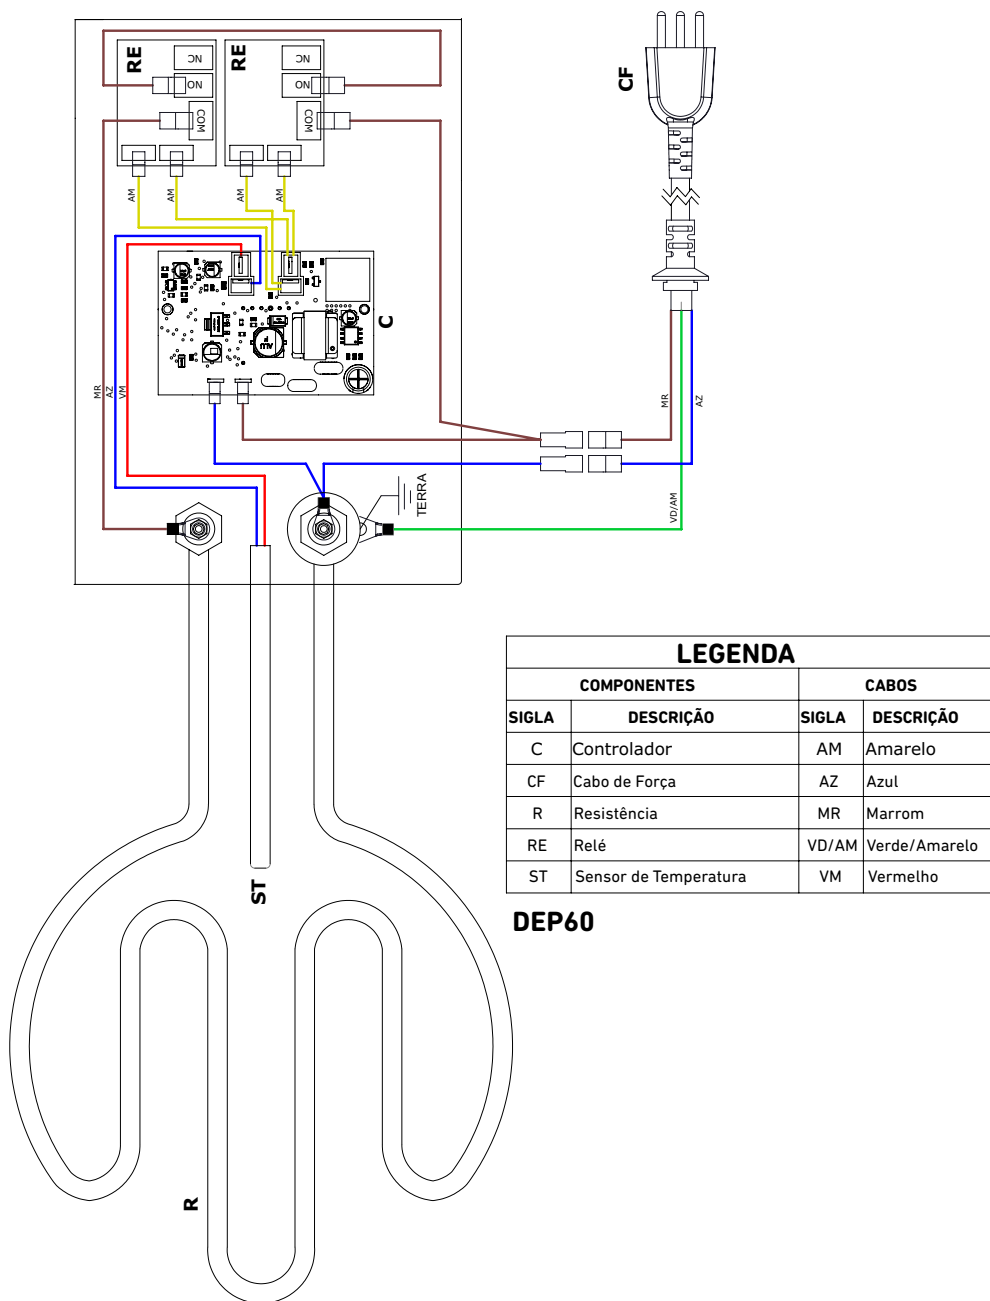 RE
RE
NC
NO
COM
NC
NO
COM
AM
AM
AM
AM
CF
C
MR
AZ
VM
MR
AZ
VD/AM
TERRA
ST
R
LEGENDA
COMPONENTES CABOS
SIGLA DESCRIÇÃO SIGLA DESCRIÇÃO
C Controlador AM Amarelo
CF Cabo de Força AZ Azul
R Resistência MR Marrom
RE Relé VD/AM Verde/Amarelo
ST Sensor de Temperatura VM Vermelho
DEP60